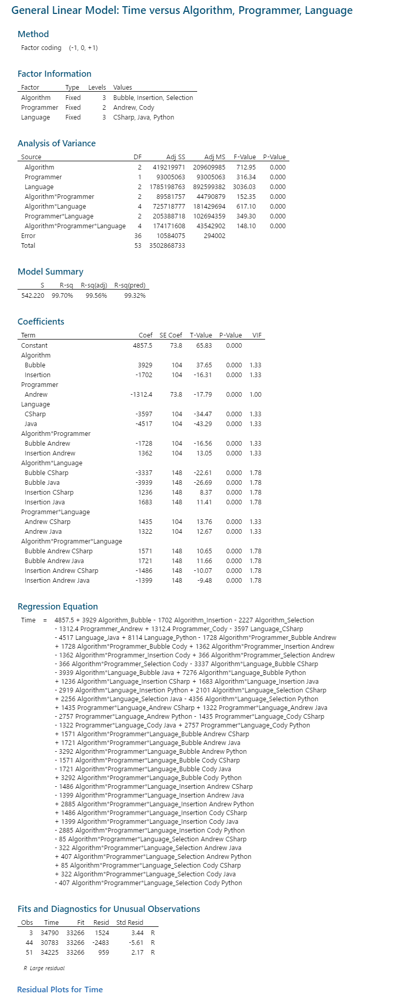 General Linear Model: Time versus Algorithm, Programmer, Language
Method
Factor coding (-1, 0, +1)
Factor Information
Factor Type Levels Values
Algorithm Fixed 3 Bubble, Insertion, Selection
Programmer Fixed 2 Andrew, Cody
Language Fixed 3 CSharp, Java, Python
Analysis of Variance
Source DF Adj SS Adj MS F-Value P-Value
Algorithm 2 419219971 209609985 712.95 0.000
Programmer 1 93005063 93005063 316.34 0.000
Language 2 1785198763 892599382 3036.03 0.000
Algorithm*Programmer 2 89581757 44790879 152.35 0.000
Algorithm*Language 4 725718777 181429694 617.10 0.000
Programmer*Language 2 205388718 102694359 349.30 0.000
Algorithm*Programmer*Language 4 174171608 43542902 148.10 0.000
Error 36 10584075 294002
Total 53 3502868733
Model Summary
S R-sq R-sq(adj) R-sq(pred)
542.220 99.70% 99.56% 99.32%
Coefficients
Term Coef SE Coef T-Value P-Value VIF
Constant 4857.5 73.8 65.83 0.000
Algorithm
Bubble 3929 104 37.65 0.000 1.33
Insertion -1702 104 -16.31 0.000 1.33
Programmer
Andrew -1312.4 73.8 -17.79 0.000 1.00
Language
CSharp -3597 104 -34.47 0.000 1.33
Java -4517 104 -43.29 0.000 1.33
Algorithm*Programmer
Bubble Andrew -1728 104 -16.56 0.000 1.33
Insertion Andrew 1362 104 13.05 0.000 1.33
Algorithm*Language
Bubble CSharp -3337 148 -22.61 0.000 1.78
Bubble Java -3939 148 -26.69 0.000 1.78
Insertion CSharp 1236 148 8.37 0.000 1.78
Insertion Java 1683 148 11.41 0.000 1.78
Programmer*Language
Andrew CSharp 1435 104 13.76 0.000 1.33
Andrew Java 1322 104 12.67 0.000 1.33
Algorithm*Programmer*Language
Bubble Andrew CSharp 1571 148 10.65 0.000 1.78
Bubble Andrew Java 1721 148 11.66 0.000 1.78
Insertion Andrew CSharp -1486 148 -10.07 0.000 1.78
Insertion Andrew Java -1399 148 -9.48 0.000 1.78
Regression Equation
Time = 4857.5 + 3929 Algorithm_Bubble - 1702 Algorithm_Insertion - 2227 Algorithm_Selection
- 1312.4 Programmer_Andrew + 1312.4 Programmer_Cody - 3597 Language_CSharp
- 4517 Language_Java + 8114 Language_Python - 1728 Algorithm*Programmer_Bubble Andrew
+ 1728 Algorithm*Programmer_Bubble Cody + 1362 Algorithm*Programmer_Insertion Andrew
- 1362 Algorithm*Programmer_Insertion Cody + 366 Algorithm*Programmer_Selection Andrew
- 366 Algorithm*Programmer_Selection Cody - 3337 Algorithm*Language_Bubble CSharp
- 3939 Algorithm*Language_Bubble Java + 7276 Algorithm*Language_Bubble Python
+ 1236 Algorithm*Language_Insertion CSharp + 1683 Algorithm*Language_Insertion Java
- 2919 Algorithm*Language_Insertion Python + 2101 Algorithm*Language_Selection CSharp
+ 2256 Algorithm*Language_Selection Java - 4356 Algorithm*Language_Selection Python
+ 1435 Programmer*Language_Andrew CSharp + 1322 Programmer*Language_Andrew Java
- 2757 Programmer*Language_Andrew Python - 1435 Programmer*Language_Cody CSharp
- 1322 Programmer*Language_Cody Java + 2757 Programmer*Language_Cody Python
+ 1571 Algorithm*Programmer*Language_Bubble Andrew CSharp
+ 1721 Algorithm*Programmer*Language_Bubble Andrew Java
- 3292 Algorithm*Programmer*Language_Bubble Andrew Python
- 1571 Algorithm*Programmer*Language_Bubble Cody CSharp
- 1721 Algorithm*Programmer*Language_Bubble Cody Java
+ 3292 Algorithm*Programmer*Language_Bubble Cody Python
- 1486 Algorithm*Programmer*Language_Insertion Andrew CSharp
- 1399 Algorithm*Programmer*Language_Insertion Andrew Java
+ 2885 Algorithm*Programmer*Language_Insertion Andrew Python
+ 1486 Algorithm*Programmer*Language_Insertion Cody CSharp
+ 1399 Algorithm*Programmer*Language_Insertion Cody Java
- 2885 Algorithm*Programmer*Language_Insertion Cody Python
- 85 Algorithm*Programmer*Language_Selection Andrew CSharp
- 322 Algorithm*Programmer*Language_Selection Andrew Java
+ 407 Algorithm*Programmer*Language_Selection Andrew Python
+ 85 Algorithm*Programmer*Language_Selection Cody CSharp
+ 322 Algorithm*Programmer*Language_Selection Cody Java
- 407 Algorithm*Programmer*Language_Selection Cody Python
Fits and Diagnostics for Unusual Observations
Obs Time Fit Resid Std Resid
3 34790 33266 1524 3.44 R
44 30783 33266 -2483 -5.61 R
51 34225 33266 959 2.17 R
R Large residual
Residual Plots for Time